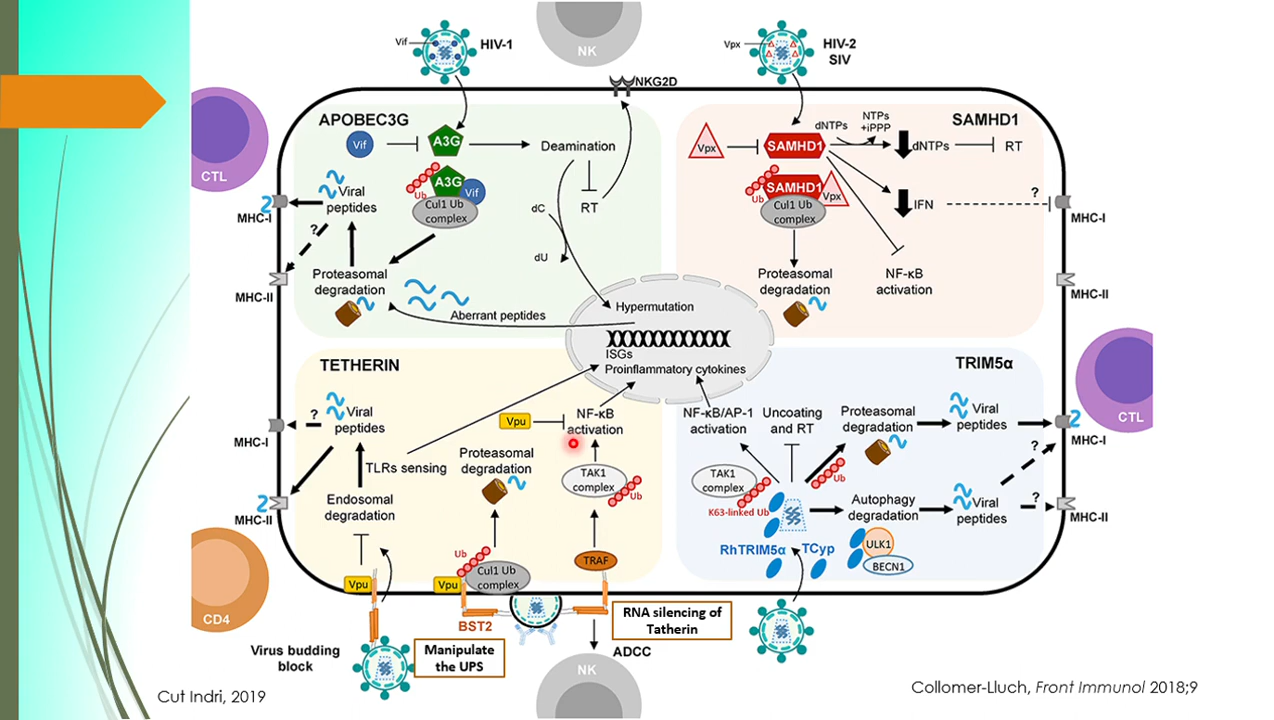 Vif
HIV-1
NK
NKG2D
Vpx
HIV-2
SIV
CTL
APOBEC3G
Vif
A3G
Deamination
Ub
A3G
Vif
Cul1 Ub
complex
RT
dC
dU
Viral
peptides
MHC-I
?
MHC-II
Proteasomal
degradation
Aberrant peptides
SAMHD1
Vpx
SAMHD1
dNTPs
NTPs
+iPPP
dNTPs
RT
Ub
SAMHD1
Vpx
Cul1 Ub
complex
IFN
?
MHC-I
NF-κB
activation
Proteasomal
degradation
MHC-II
Hypermutation
ISGs
Proinflammatory cytokines
TETHERIN
Viral
peptides
?
MHC-I
TLRs sensing
Endosomal
degradation
MHC-II
Vpu
NF-κB
activation
Proteasomal
degradation
TAK1
complex
Ub
TRAF
Ub
Vpu
Vpu
Cul1 Ub
complex
BST2
CD4
Virus budding
block
Manipulate
the UPS
RNA silencing of
Tatherin
ADCC
NK
TRIM5α
NF-κB/AP-1
activation
Uncoating
and RT
Proteasomal
degradation
Viral
peptides
CTL
MHC-I
?
TAK1
complex
K63-linked Ub
Ub
Autophagy
degradation
Viral
peptides
?
MHC-II
RhTRIM5α
TCyp
ULK1
BECN1
Cut Indri, 2019
Collomer-Lluch, Front Immunol 2018;9